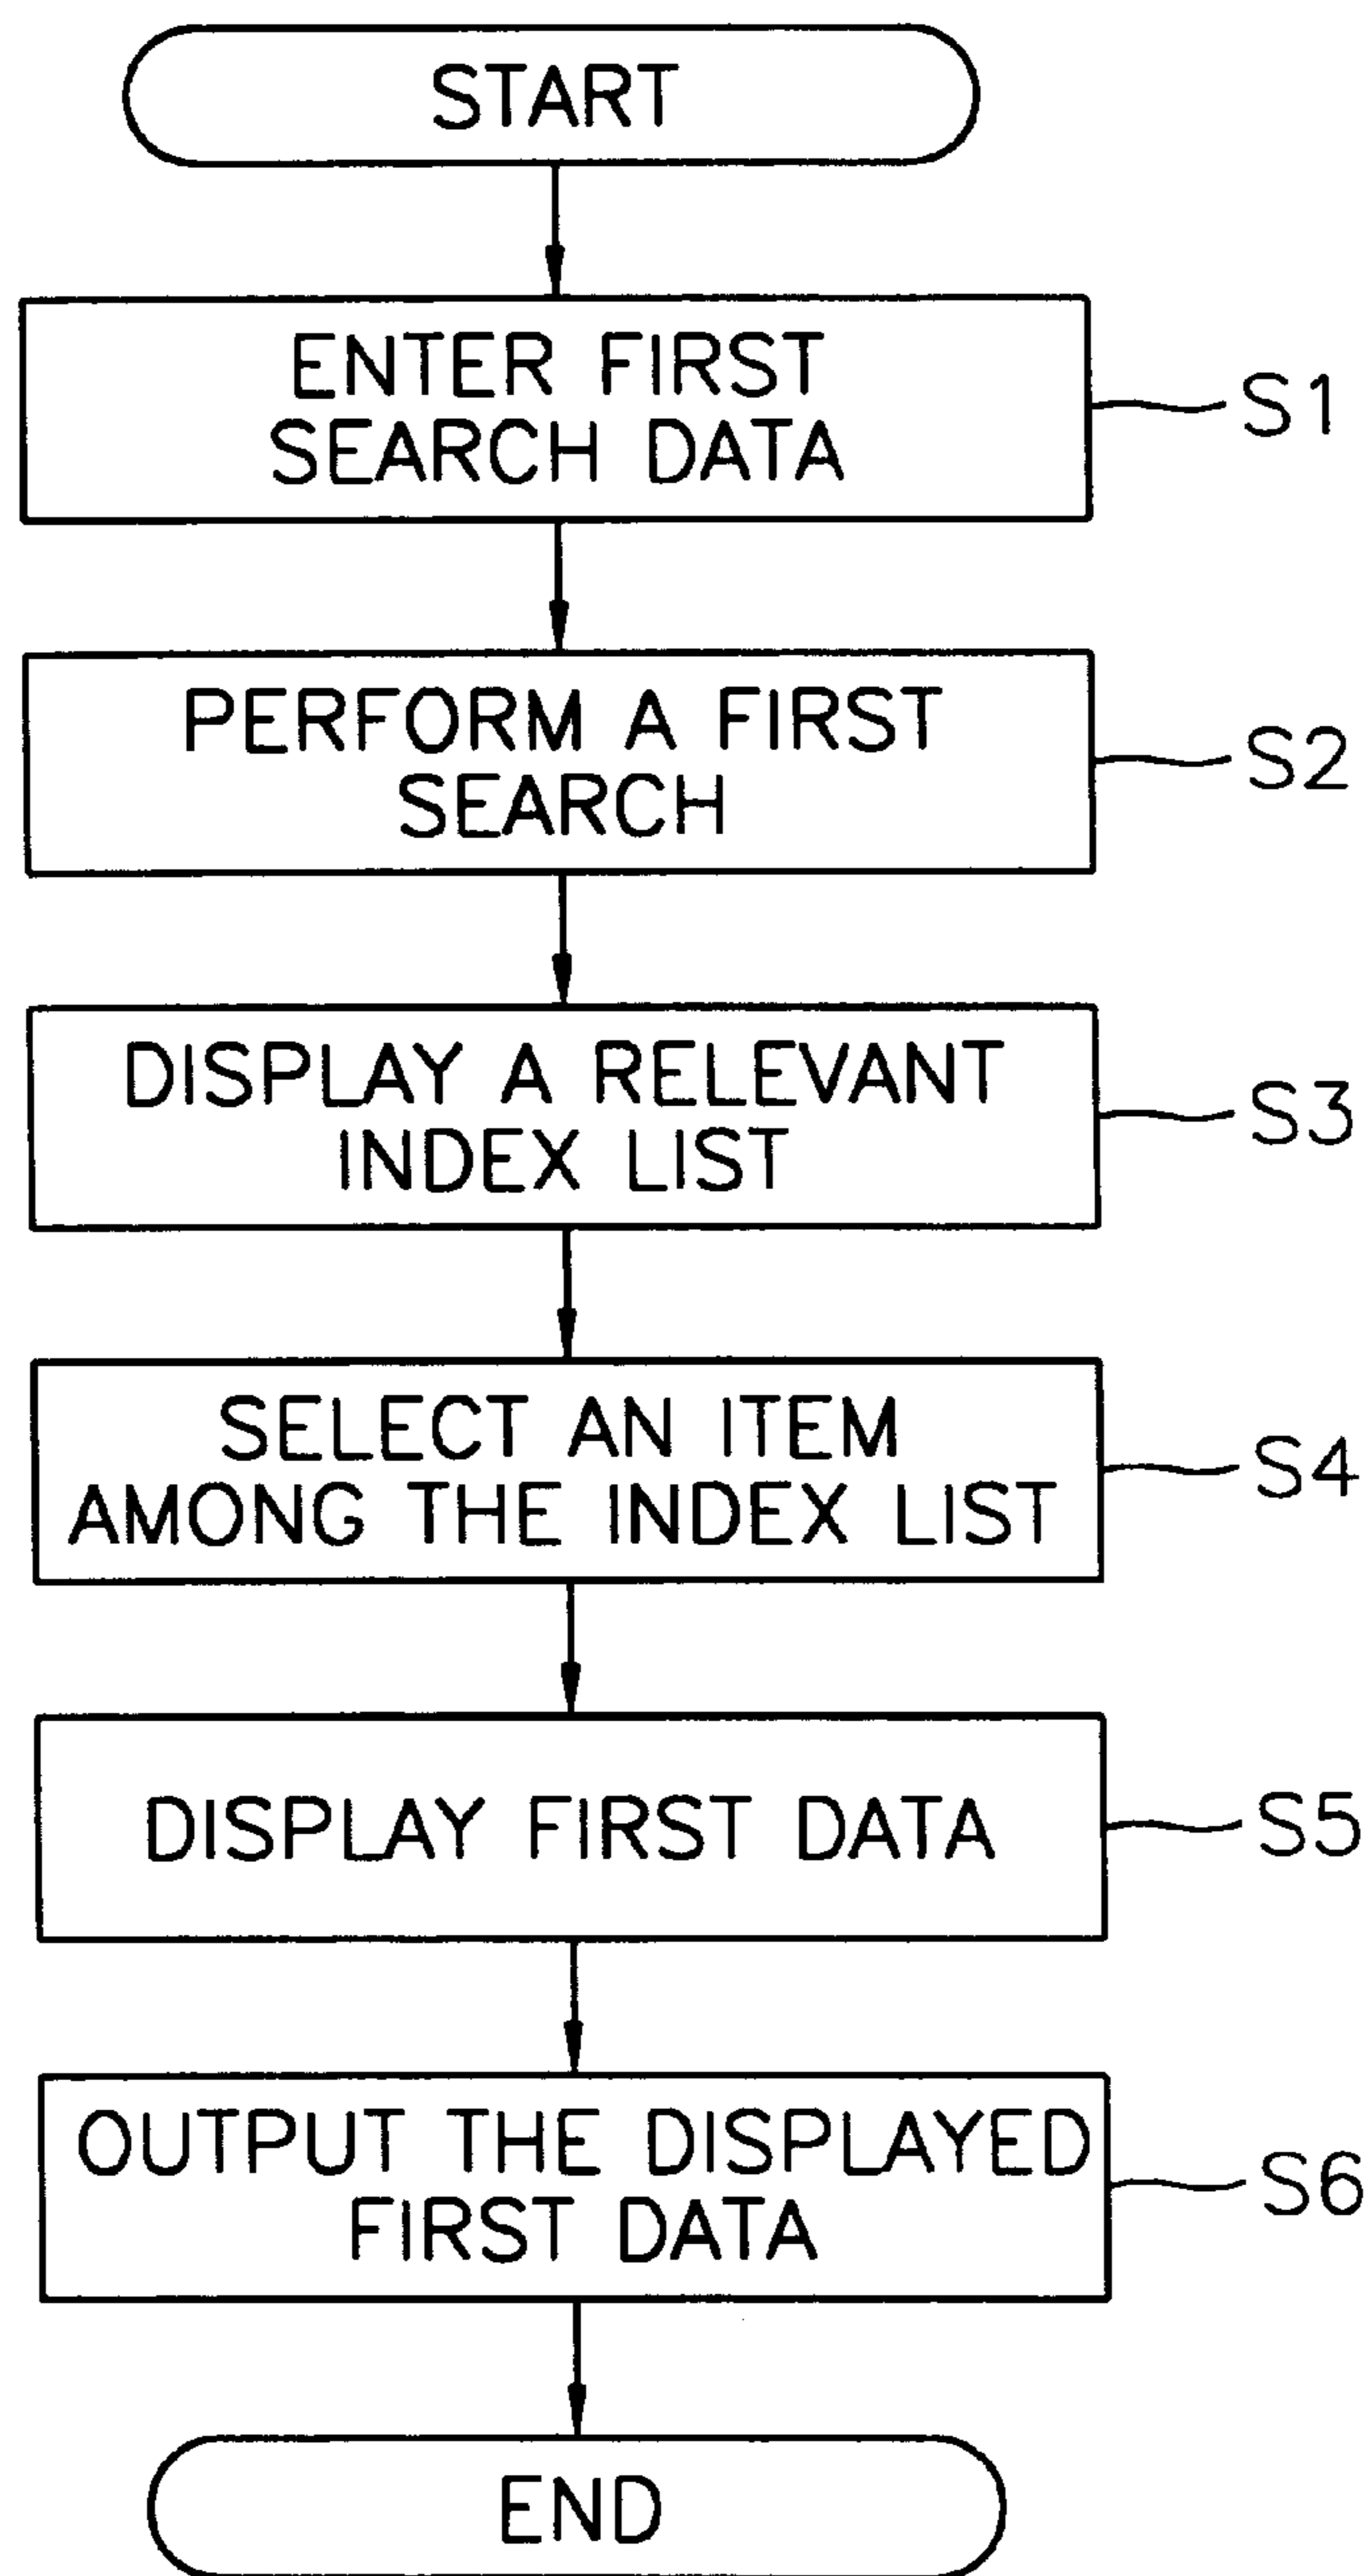 START
ENTER FIRST
SEARCH DATA
S1
PERFORM A FIRST
SEARCH
S2
DISPLAY A RELEVANT
INDEX LIST
S3
SELECT AN ITEM
AMONG THE INDEX LIST
S4
DISPLAY FIRST DATA
S5
OUTPUT THE DISPLAYED
FIRST DATA
S6
END